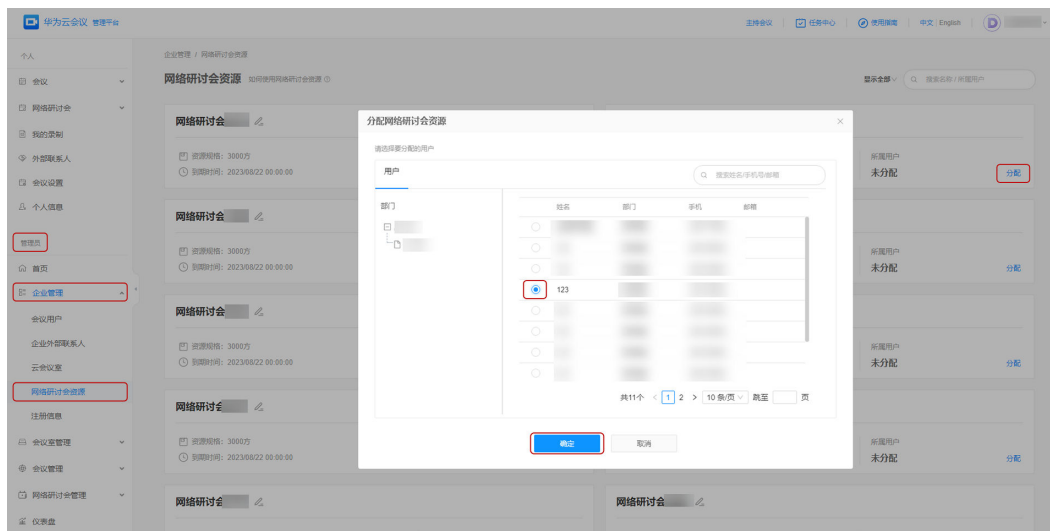 华为云会议 管理平台
主持会议
任务中心
使用指南
中文 | English
个人
会议
网络研讨会
我的录制
外部联系人
会议设置
个人信息
管理员
首页
企业管理
会议用户
企业外部联系人
云会议室
网络研讨会资源
注册信息
会议室管理
会议管理
网络研讨会管理
仪表盘
企业管理 / 网络研讨会资源
网络研讨会资源 如何使用网络研讨会资源
显示全部
搜索名称 / 所属用户
网络研讨会
资源规格：3000方
到期时间：2023/08/22 00:00:00
所属用户
未分配
分配
网络研讨会
资源规格：3000方
到期时间：2023/08/22 00:00:00
所属用户
未分配
分配
网络研讨会
资源规格：3000方
到期时间：2023/08/22 00:00:00
所属用户
未分配
分配
网络研讨会
资源规格：3000方
到期时间：2023/08/22 00:00:00
所属用户
未分配
分配
网络研讨会
网络研讨会
分配网络研讨会资源
请选择要分配的用户
用户
搜索姓名/手机号/邮箱
部门
姓名 部门 手机 邮箱
123
共11个 < 1 2 > 10 条/页 跳至 页
确定
取消